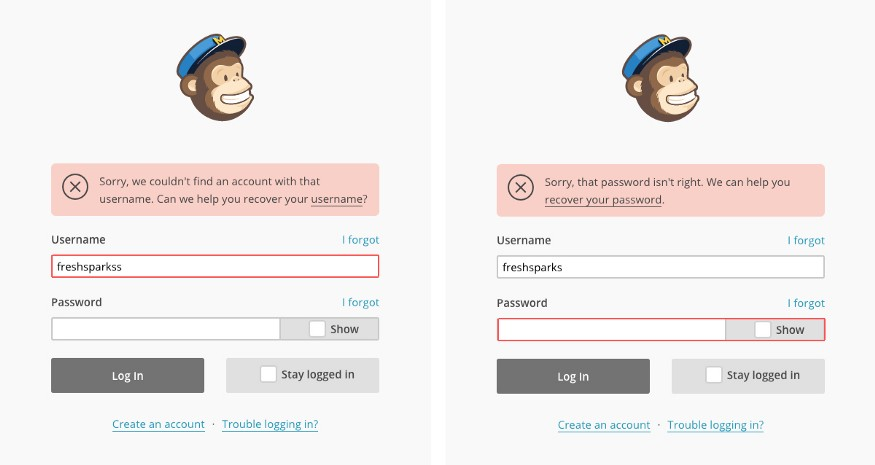 M
Sorry, we couldn't find an account with that
username. Can we help you recover your username?
Username
I forgot
freshsparkss
Password
I forgot
Show
Log In
Stay logged in
Create an account · Trouble logging in?
M
Sorry, that password isn't right. We can help you
recover your password.
Username
I forgot
freshsparks
Password
I forgot
Show
Log In
Stay logged in
Create an account · Trouble logging in?